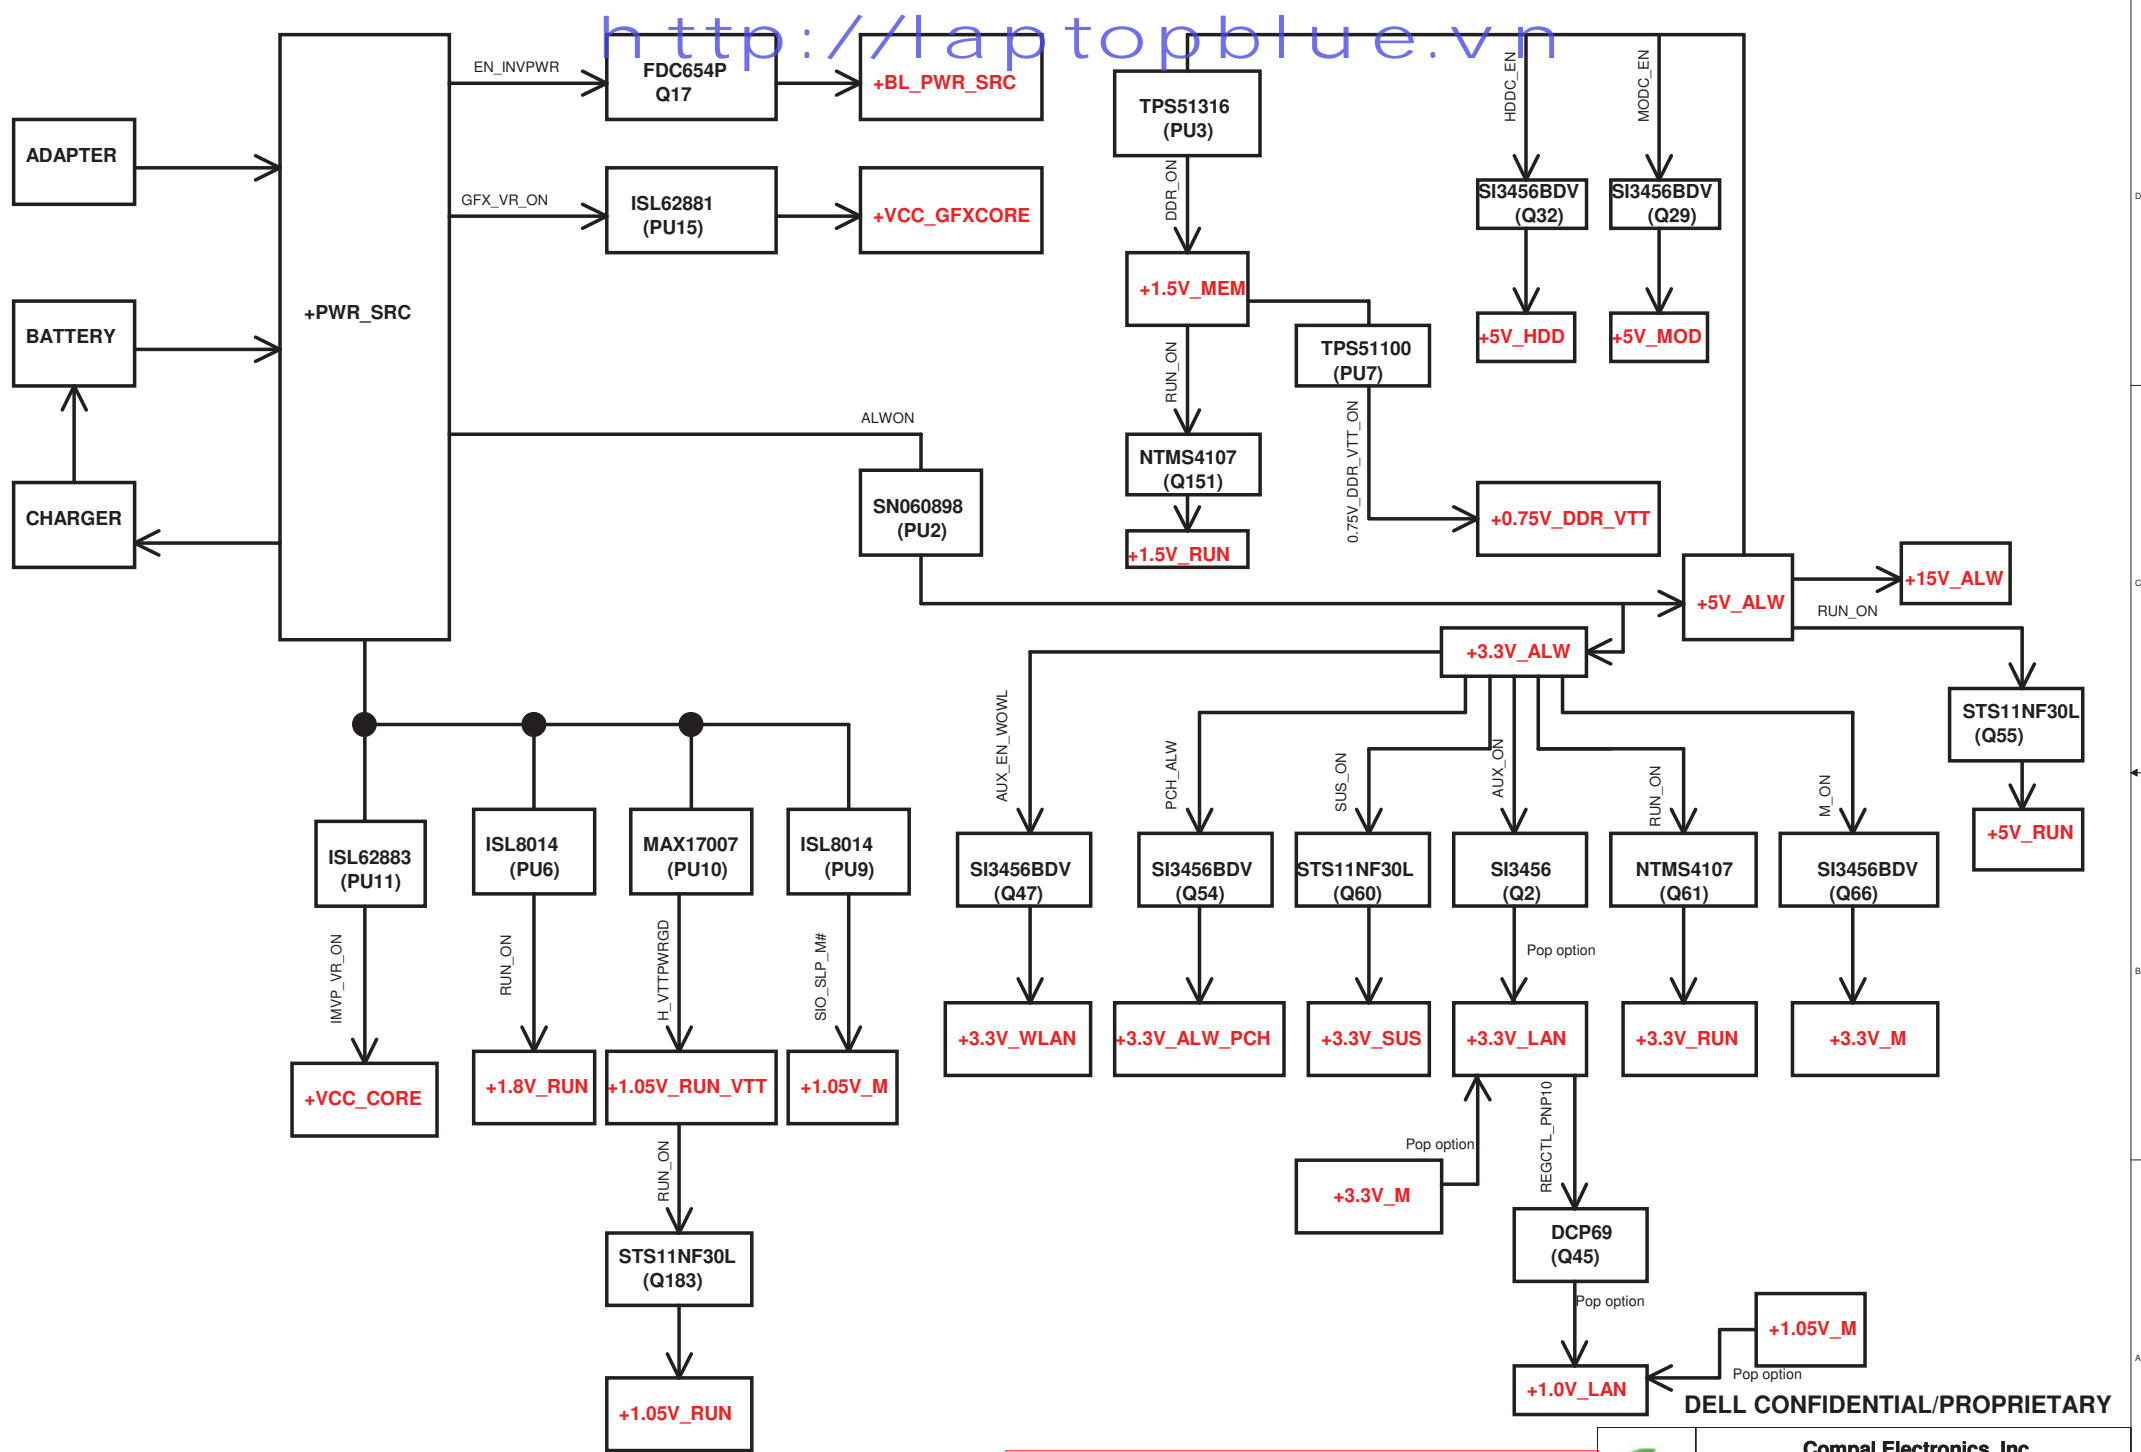 http://laptopblue.vn
EN_INVPWR
FDC654P
Q17
+BL_PWR_SRC
ADAPTER
GFX_VR_ON
ISL62881
(PU15)
+VCC_GFXCORE
+PWR_SRC
BATTERY
CHARGER
ALWON
SN060898
(PU2)
TPS51316
(PU3)
DDR_ON
+1.5V_MEM
RUN_ON
NTMS4107
(Q151)
+1.5V_RUN
TPS51100
(PU7)
0.75V_DDR_VTT_ON
+0.75V_DDR_VTT
HDDC_EN
SI3456BDV
(Q32)
+5V_HDD
MODC_EN
SI3456BDV
(Q29)
+5V_MOD
+5V_ALW
+15V_ALW
RUN_ON
STS11NF30L
(Q55)
+5V_RUN
+3.3V_ALW
AUX_EN_WOWL
SI3456BDV
(Q47)
+3.3V_WLAN
PCH_ALW
SI3456BDV
(Q54)
+3.3V_ALW_PCH
SUS_ON
STS11NF30L
(Q60)
+3.3V_SUS
AUX_ON
SI3456
(Q2)
Pop option
+3.3V_LAN
RUN_ON
NTMS4107
(Q61)
+3.3V_RUN
M_ON
SI3456BDV
(Q66)
+3.3V_M
ISL62883
(PU11)
IMVP_VR_ON
+VCC_CORE
ISL8014
(PU6)
RUN_ON
+1.8V_RUN
MAX17007
(PU10)
H_VTTPWRGD
+1.05V_RUN_VTT
RUN_ON
STS11NF30L
(Q183)
+1.05V_RUN
ISL8014
(PU9)
SIO_SLP_M#
+1.05V_M
Pop option
+3.3V_M
REGCTL_PNP10
DCP69
(Q45)
Pop option
+1.0V_LAN
+1.05V_M
Pop option
DELL CONFIDENTIAL/PROPRIETARY
Compal Electronics, Inc
D
C
B
A